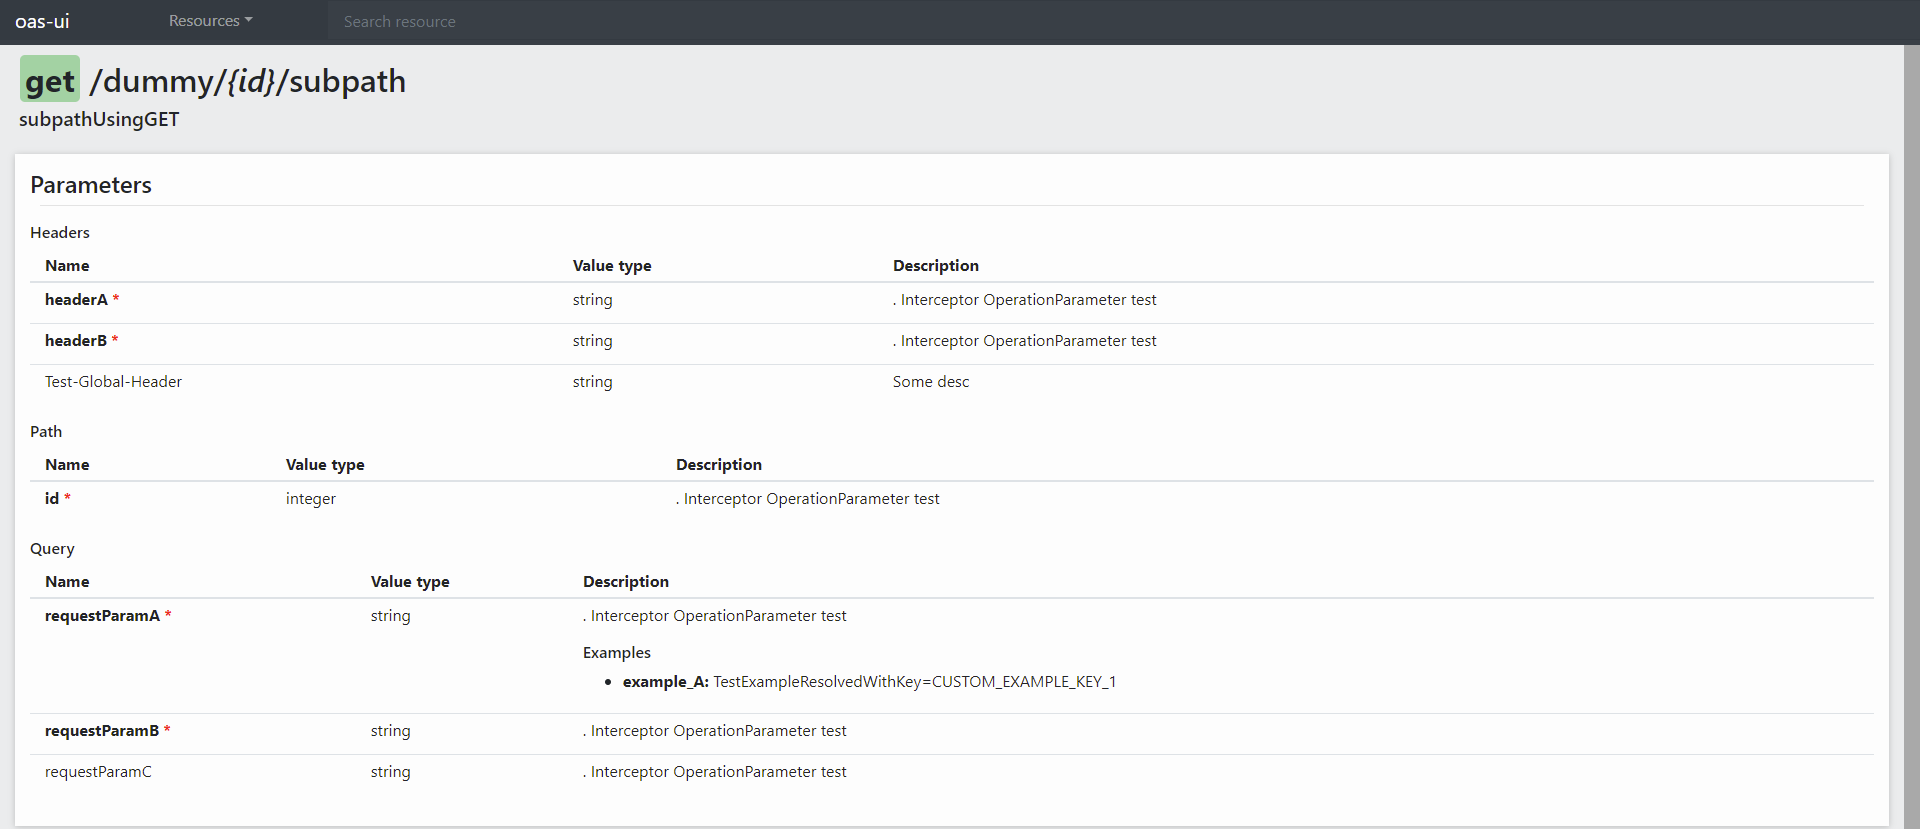 oas-ui Resources Search resource
get /dummy/{id}/subpath
subpathUsingGET
Parameters
Headers
Name Value type Description
headerA * string . Interceptor OperationParameter test
headerB * string . Interceptor OperationParameter test
Test-Global-Header string Some desc
Path
Name Value type Description
id * integer . Interceptor OperationParameter test
Query
Name Value type Description
requestParamA * string . Interceptor OperationParameter test
Examples
• example_A: TestExampleResolvedWithKey=CUSTOM_EXAMPLE_KEY_1
requestParamB * string . Interceptor OperationParameter test
requestParamC string . Interceptor OperationParameter test